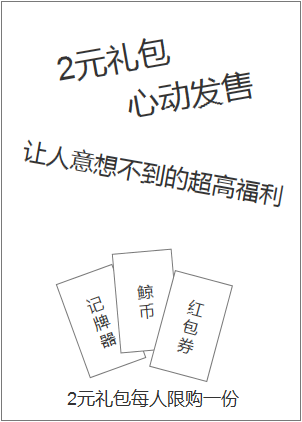 2元礼包
心动发售
让人意想不到的超高福利
记牌器
鲸币
红包券
2元礼包每人限购一份